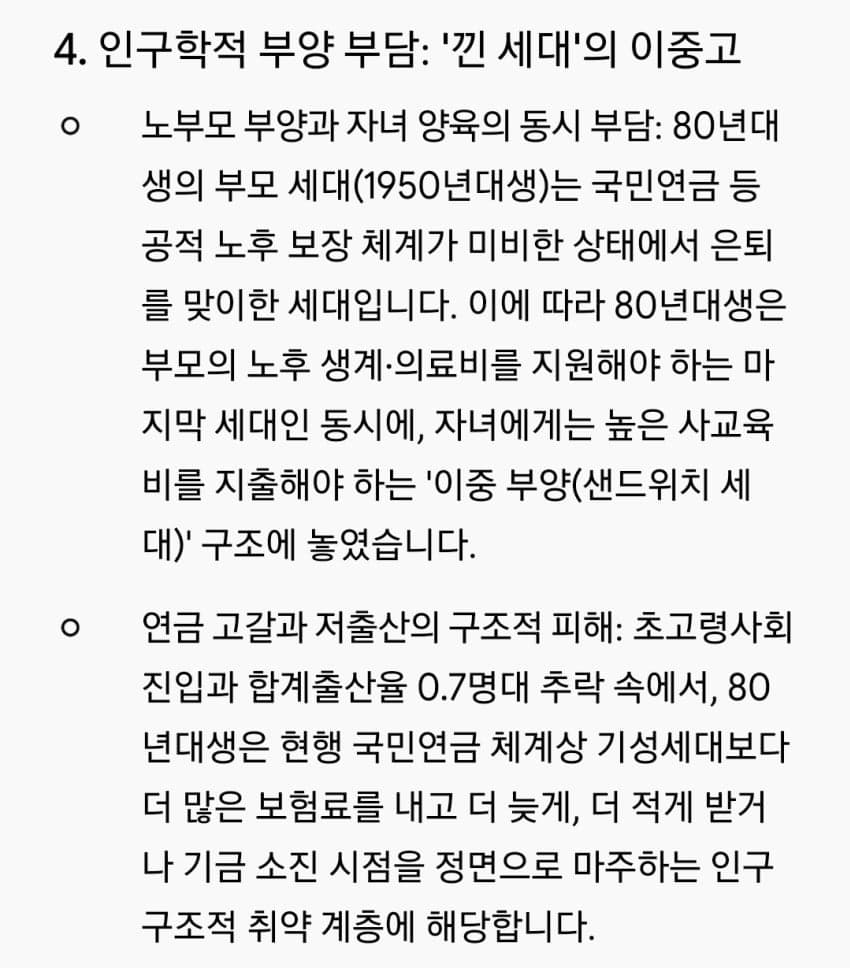 4. 인구학적 부양 부담: '낀 세대'의 이중고
○ 노부모 부양과 자녀 양육의 동시 부담: 80년대
생의 부모 세대(1950년대생)는 국민연금 등
공적 노후 보장 체계가 미비한 상태에서 은퇴
를 맞이한 세대입니다. 이에 따라 80년대생은
부모의 노후 생계·의료비를 지원해야 하는 마
지막 세대인 동시에, 자녀에게는 높은 사교육
비를 지출해야 하는 '이중 부양(샌드위치 세
대)' 구조에 놓였습니다.
○ 연금 고갈과 저출산의 구조적 피해: 초고령사회
진입과 합계출산율 0.7명대 추락 속에서, 80
년대생은 현행 국민연금 체계상 기성세대보다
더 많은 보험료를 내고 더 늦게, 더 적게 받거
나 기금 소진 시점을 정면으로 마주하는 인구
구조적 취약 계층에 해당합니다.